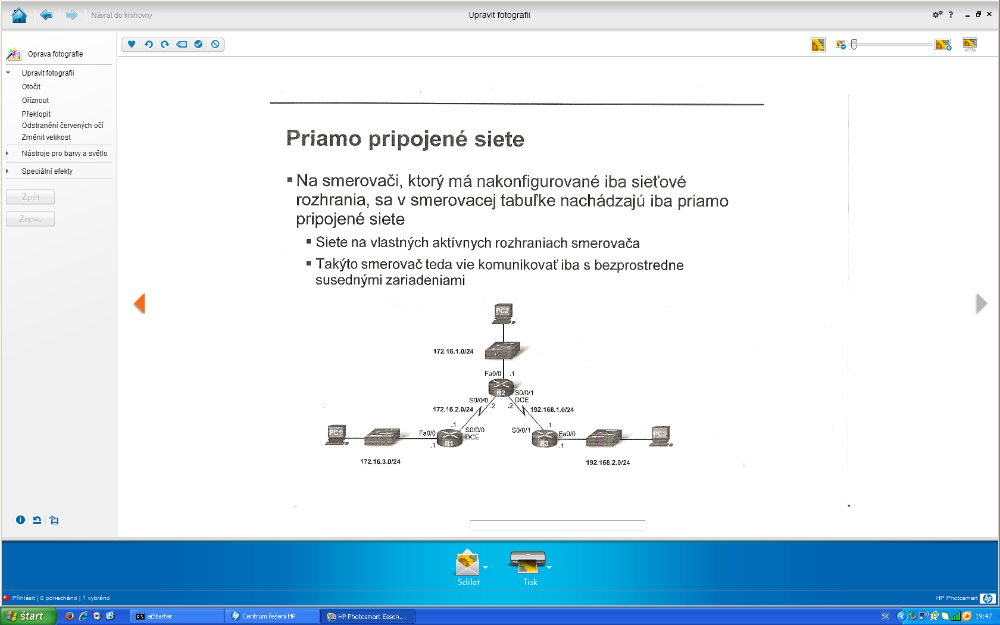 Návrat do knihovny
Upravit fotografii
?
Oprava fotografie
Upravit fotografii
Otočit
Oříznout
Překlopit
Odstranění červených očí
Změnit velikost
Nástroje pro barvy a světlo
Speciální efekty
Zpět
Znovu
Priamo pripojené siete
Na smerovači, ktorý má nakonfigurované iba sieťové
rozhrania, sa v smerovacej tabuľke nachádzajú iba priamo
pripojené siete
Siete na vlastných aktívnych rozhraniach smerovača
Takýto smerovač teda vie komunikovať iba s bezprostredne
susednými zariadeniami
PC2
172.16.1.0/24
Fa0/0 .1
R2
S0/0/1
DCE
S0/0/0
.2
.2
172.16.2.0/24
192.168.1.0/24
.1
S0/0/0
DCE
.1
S0/0/1
PC1
Fa0/0
.1
R1
R3
Fa0/0
.1
PC3
172.16.3.0/24
192.168.2.0/24
5
Sdílet
Tisk
Přihlásit | 0 ponecháno | 1 vybráno
HP Photosmart
hp
štart
aiStarter
Centrum řešení HP
HP Photosmart Essen...
SK
19:47